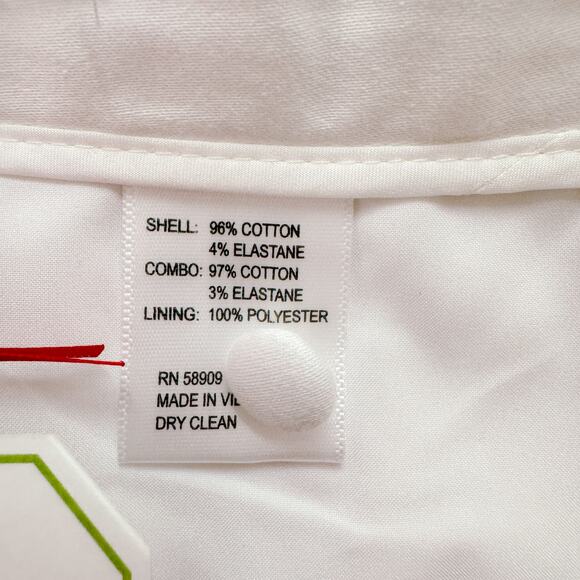 SHELL: 96% COTTON
4% ELASTANE
COMBO: 97% COTTON
3% ELASTANE
LINING: 100% POLYESTER
RN 58909
MADE IN
DRY CLEAN